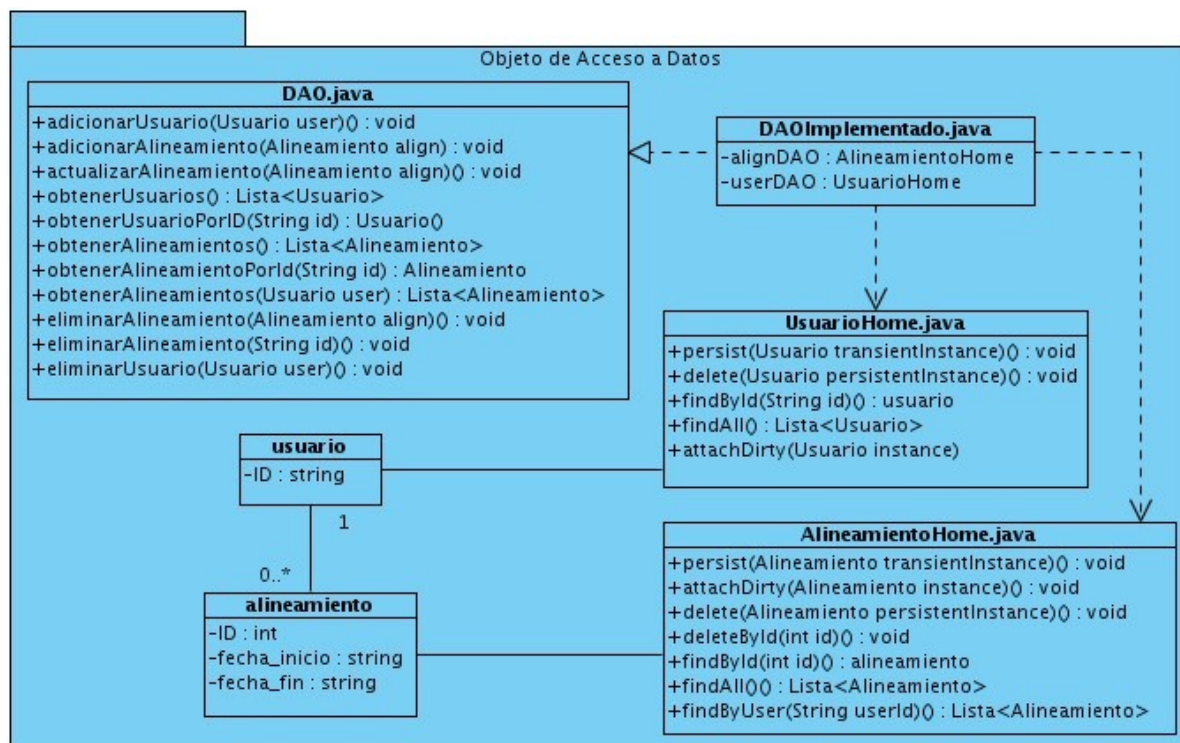 Objeto de Acceso a Datos
DAO.java
+adicionarUsuario(Usuario user)() : void
+adicionarAlineamiento(Alineamiento align) : void
+actualizarAlineamiento(Alineamiento align)() : void
+obtenerUsuarios() : Lista<Usuario>
+obtenerUsuarioPorID(String id) : Usuario()
+obtenerAlineamientos() : Lista<Alineamiento>
+obtenerAlineamientoPorId(String id) : Alineamiento
+obtenerAlineamientos(Usuario user) : Lista<Alineamiento>
+eliminarAlineamiento(Alineamiento align)() : void
+eliminarAlineamiento(String id)() : void
+eliminarUsuario(Usuario user)() : void
DAOImplementado.java
-alignDAO : AlineamientoHome
-userDAO : UsuarioHome
UsuarioHome.java
+persist(Usuario transientInstance)() : void
+delete(Usuario persistentInstance)() : void
+findById(String id)() : usuario
+findAll() : Lista<Usuario>
+attachDirty(Usuario instance)
usuario
-ID : string
1
0..*
alineamiento
-ID : int
-fecha_inicio : string
-fecha_fin : string
AlineamientoHome.java
+persist(Alineamiento transientInstance)() : void
+attachDirty(Alineamiento instance)() : void
+delete(Alineamiento persistentInstance)() : void
+deleteById(int id)() : void
+findById(int id)() : alineamiento
+findAll()() : Lista<Alineamiento>
+findByUser(String userId)() : Lista<Alineamiento>